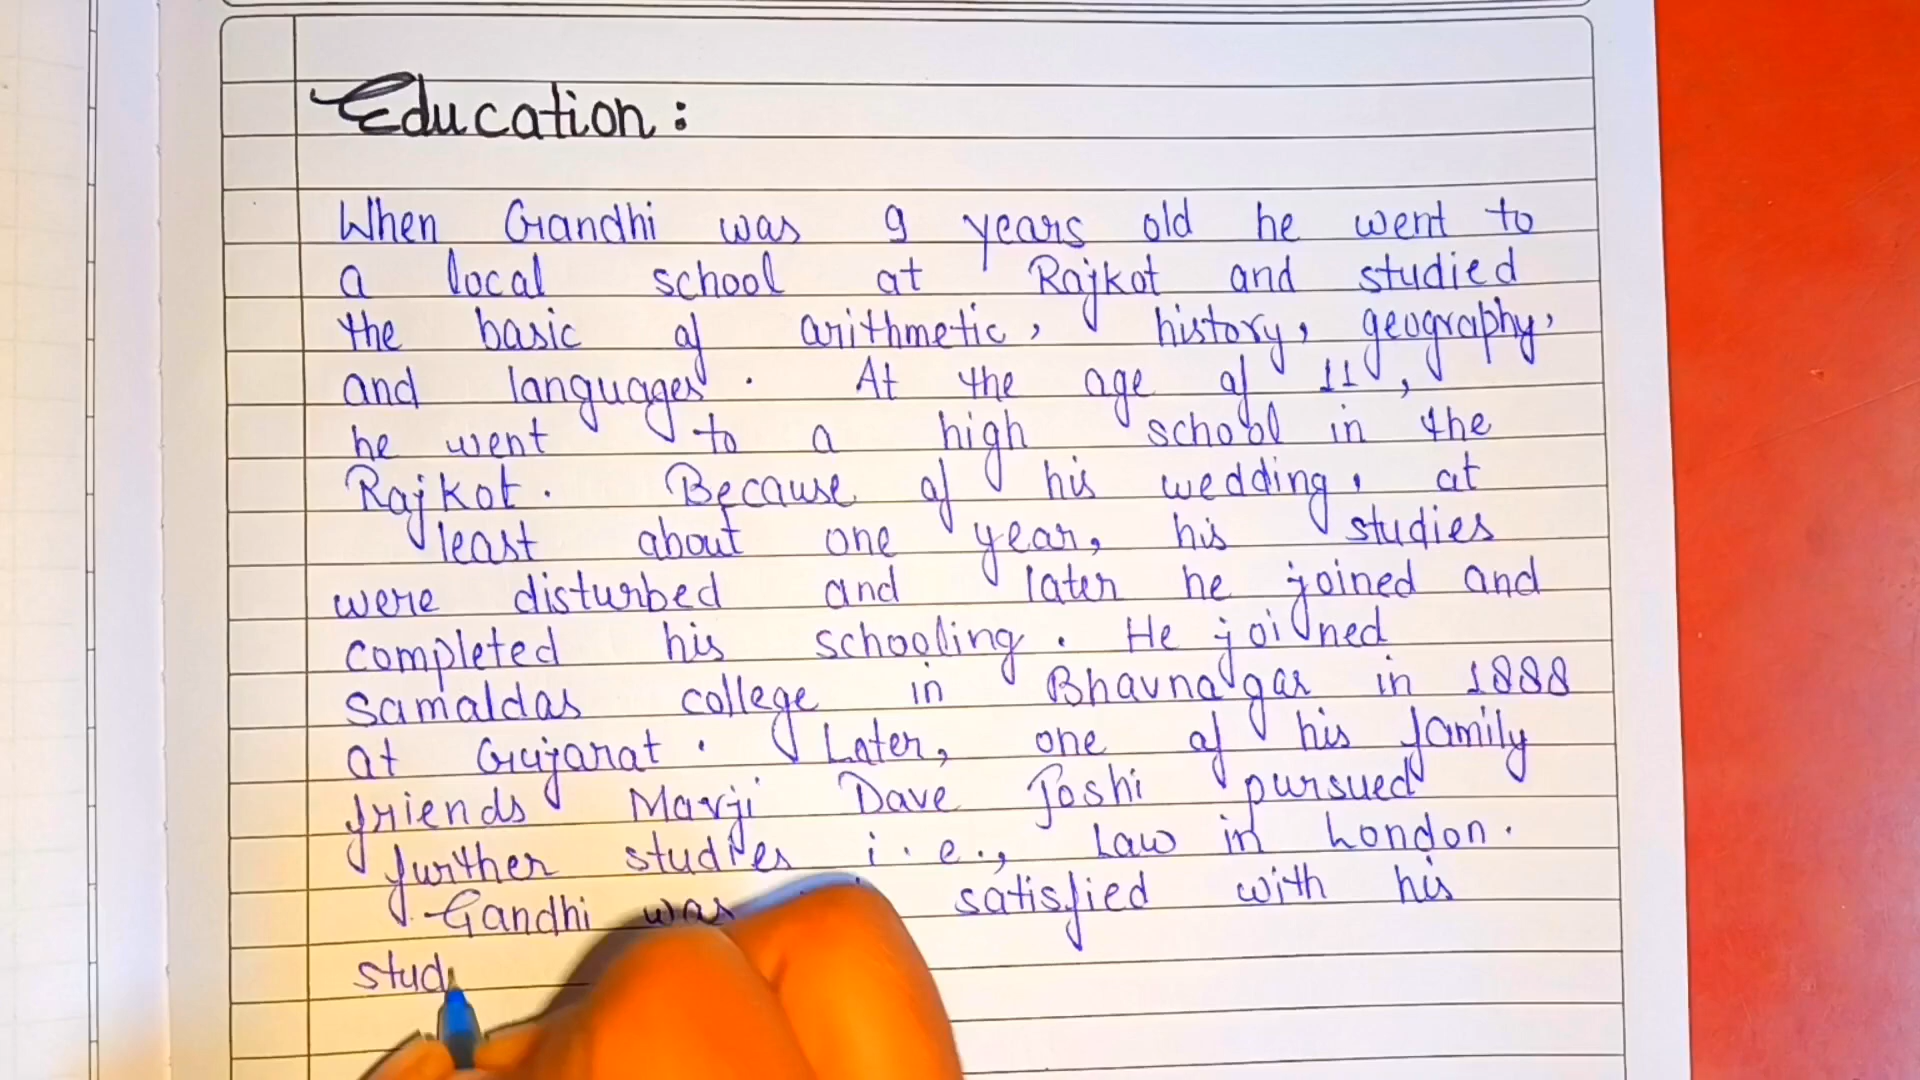 Education:
When Gandhi was 9 years old he went to
a local school at Rajkot and studied
the basic of arithmetic, history, geography,
and languages. At the age of 11,
he went to a high school in the
Rajkot. Because of his wedding, at
least about one year, his studies
were disturbed and later he joined and
completed his schooling. He joined
samaldas college in Bhavnagar in 1888
at Gujarat. Later, one of his family
friends Mavji Dave Joshi pursued
further studies i.e., Law in London.
Gandhi was satisfied with his
stud